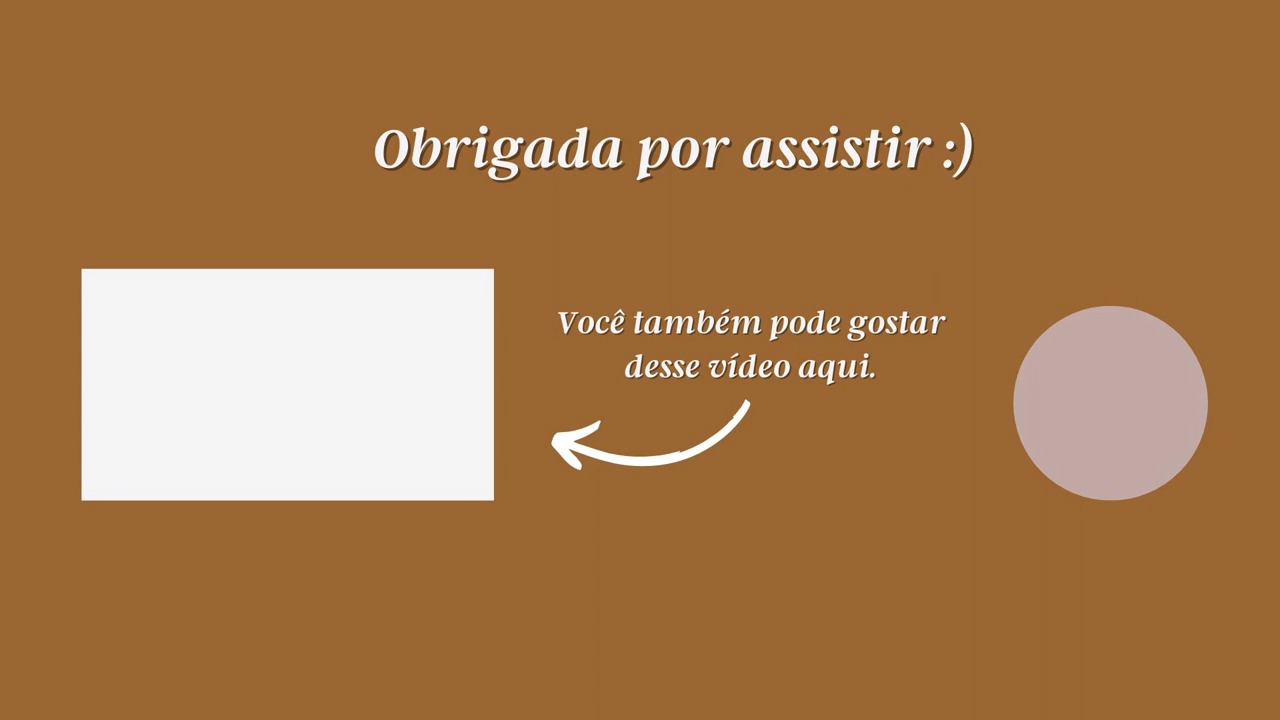 Obrigada por assistir :)
Você também pode gostar
desse vídeo aqui.